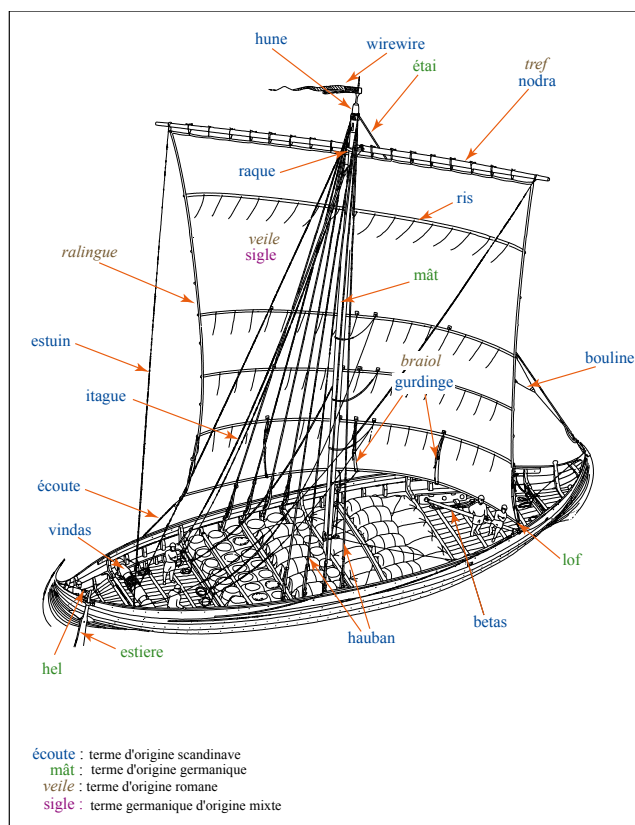 hune
wirewire
étai
tref
nodra
raque
ris
veile
sigle
ralingue
mât
estuin
bouline
braiol
gurdinge
itague
écoute
vindas
lof
betas
hauban
estiere
hel
écoute : terme d'origine scandinave
mât : terme d'origine germanique
veile : terme d'origine romane
sigle : terme germanique d'origine mixte